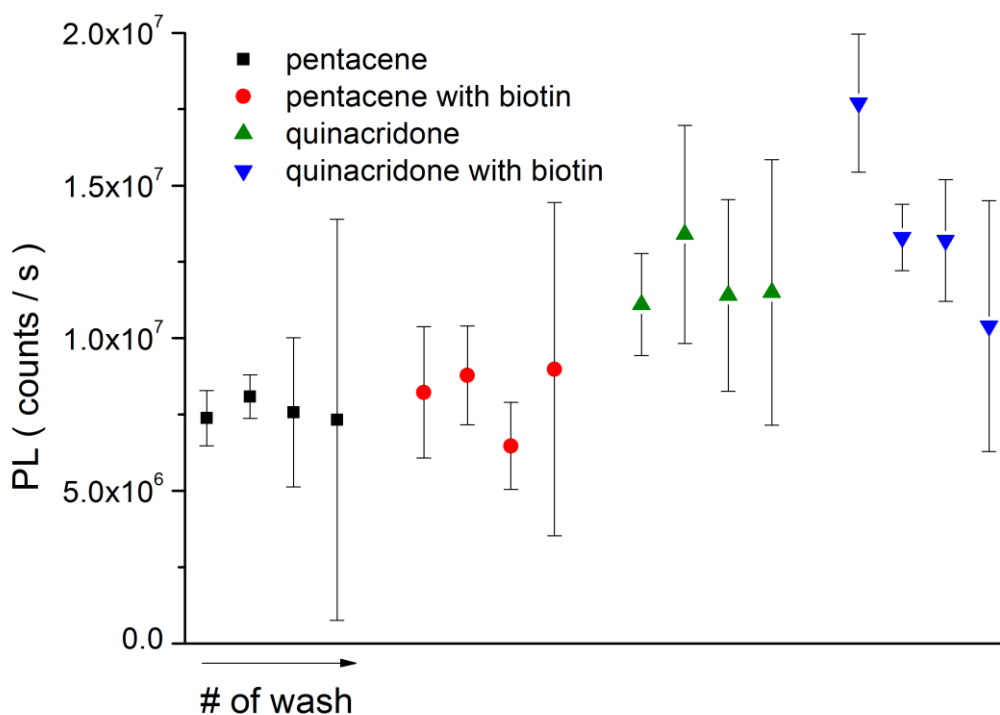 2.0x10⁷
1.5x10⁷
1.0x10⁷
5.0x10⁶
0.0
PL ( counts / s )
pentacene
pentacene with biotin
quinacridone
quinacridone with biotin
# of wash